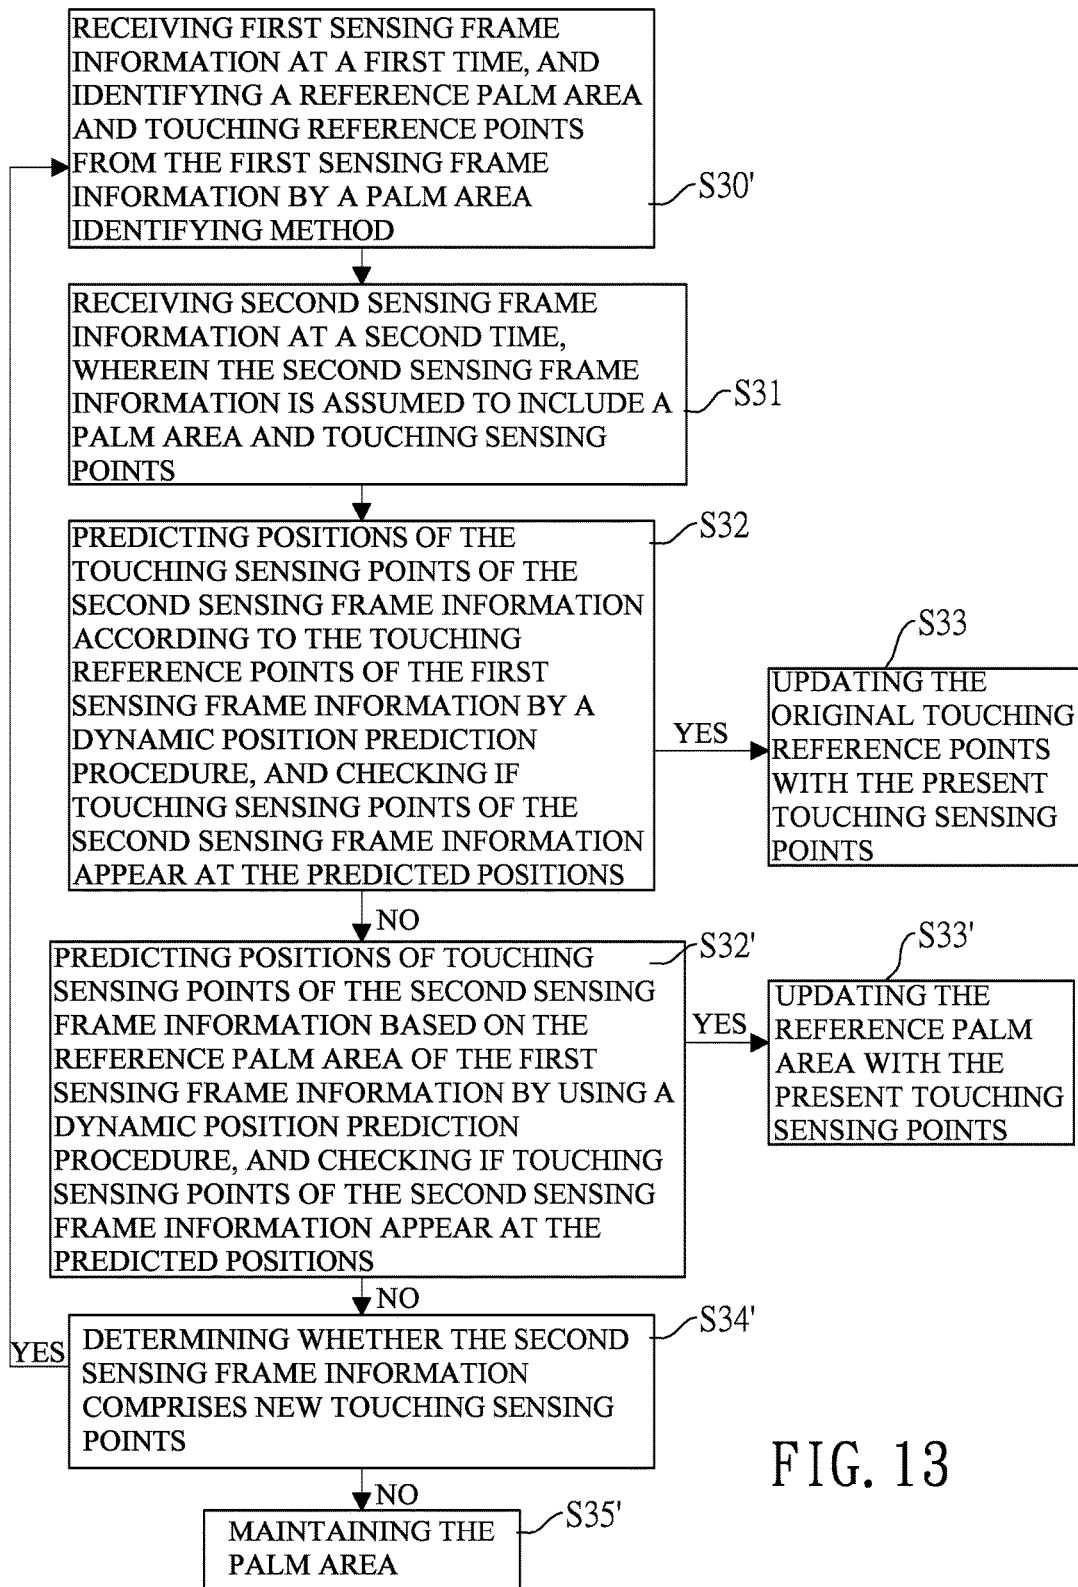 RECEIVING FIRST SENSING FRAME
INFORMATION AT A FIRST TIME, AND
IDENTIFYING A REFERENCE PALM AREA
AND TOUCHING REFERENCE POINTS
FROM THE FIRST SENSING FRAME
INFORMATION BY A PALM AREA
IDENTIFYING METHOD
S30'
RECEIVING SECOND SENSING FRAME
INFORMATION AT A SECOND TIME,
WHEREIN THE SECOND SENSING FRAME
INFORMATION IS ASSUMED TO INCLUDE A
PALM AREA AND TOUCHING SENSING
POINTS
S31
PREDICTING POSITIONS OF THE
TOUCHING SENSING POINTS OF THE
SECOND SENSING FRAME INFORMATION
ACCORDING TO THE TOUCHING
REFERENCE POINTS OF THE FIRST
SENSING FRAME INFORMATION BY A
DYNAMIC POSITION PREDICTION
PROCEDURE, AND CHECKING IF
TOUCHING SENSING POINTS OF THE
SECOND SENSING FRAME INFORMATION
APPEAR AT THE PREDICTED POSITIONS
S32
YES
S33
UPDATING THE
ORIGINAL TOUCHING
REFERENCE POINTS
WITH THE PRESENT
TOUCHING SENSING
POINTS
NO
PREDICTING POSITIONS OF TOUCHING
SENSING POINTS OF THE SECOND SENSING
FRAME INFORMATION BASED ON THE
REFERENCE PALM AREA OF THE FIRST
SENSING FRAME INFORMATION BY USING A
DYNAMIC POSITION PREDICTION
PROCEDURE, AND CHECKING IF TOUCHING
SENSING POINTS OF THE SECOND SENSING
FRAME INFORMATION APPEAR AT THE
PREDICTED POSITIONS
S32'
YES
S33'
UPDATING THE
REFERENCE PALM
AREA WITH THE
PRESENT TOUCHING
SENSING POINTS
NO
DETERMINING WHETHER THE SECOND
SENSING FRAME INFORMATION
COMPRISES NEW TOUCHING SENSING
POINTS
S34'
YES
NO
MAINTAINING THE
PALM AREA
S35'
FIG. 13